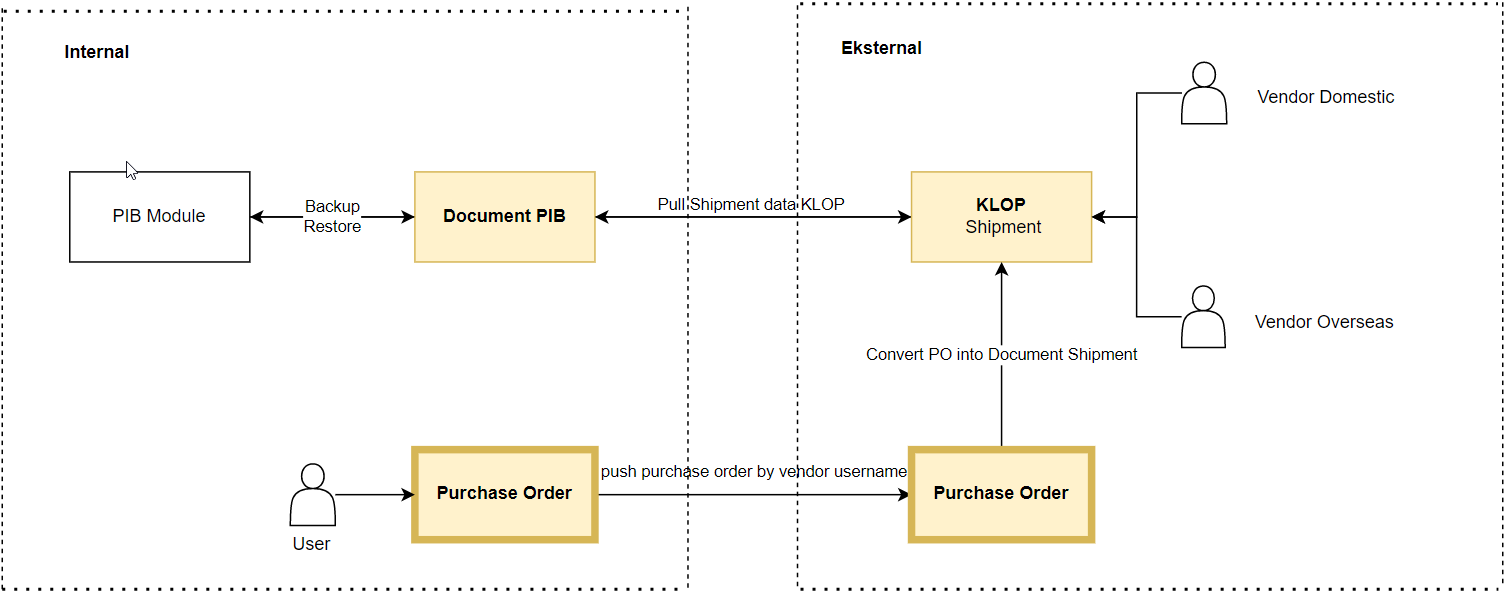 Internal
Eksternal
Vendor Domestic
PIB Module
Backup
Restore
Document PIB
Pull Shipment data KLOP
KLOP
Shipment
Vendor Overseas
Convert PO into Document Shipment
User
Purchase Order
push purchase order by vendor username
Purchase Order